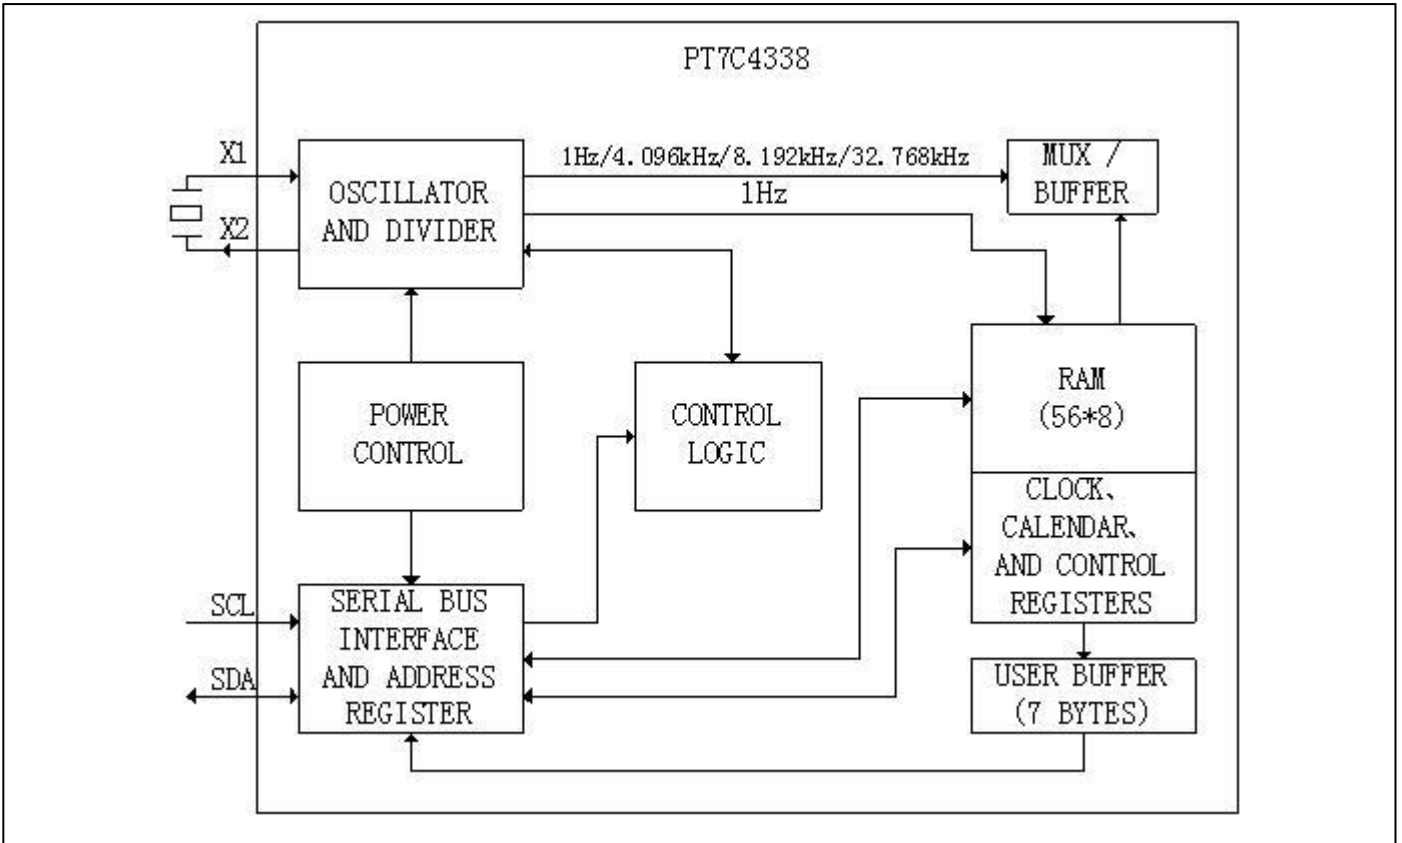 PT7C4338
X1
X2
OSCILLATOR
AND DIVIDER
1Hz/4.096kHz/8.192kHz/32.768kHz
1Hz
MUX /
BUFFER
POWER
CONTROL
CONTROL
LOGIC
RAM
(56*8)
CLOCK、
CALENDAR、
AND CONTROL
REGISTERS
SCL
SDA
SERIAL BUS
INTERFACE
AND ADDRESS
REGISTER
USER BUFFER
(7 BYTES)